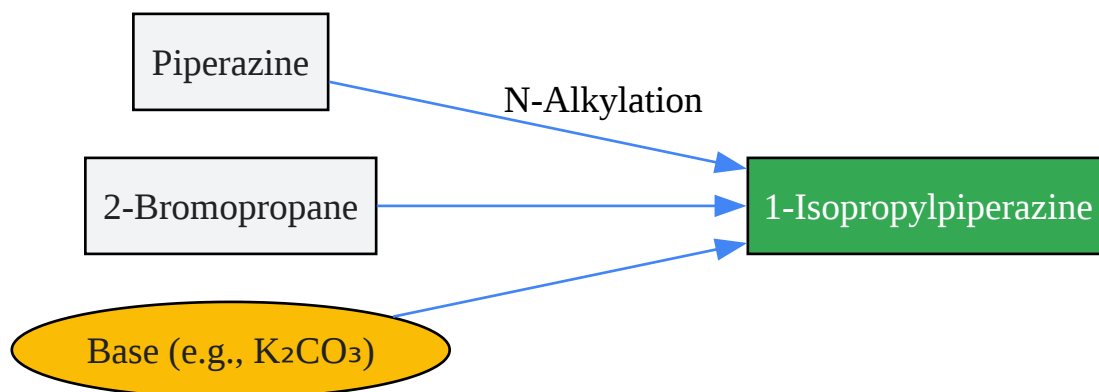 Piperazine
N-Alkylation
2-Bromopropane
1-Isopropylpiperazine
Base (e.g., K₂CO₃)